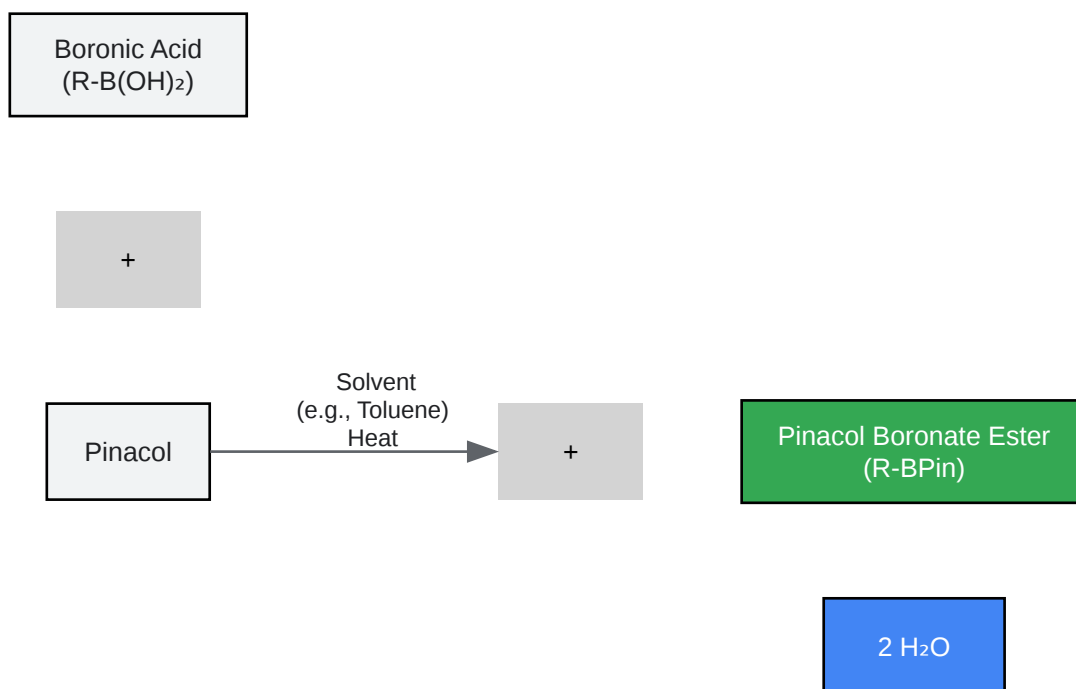 Boronic Acid
(R-B(OH)₂)
+
Solvent
(e.g., Toluene)
Heat
Pinacol
+
Pinacol Boronate Ester
(R-BPin)
2 H₂O